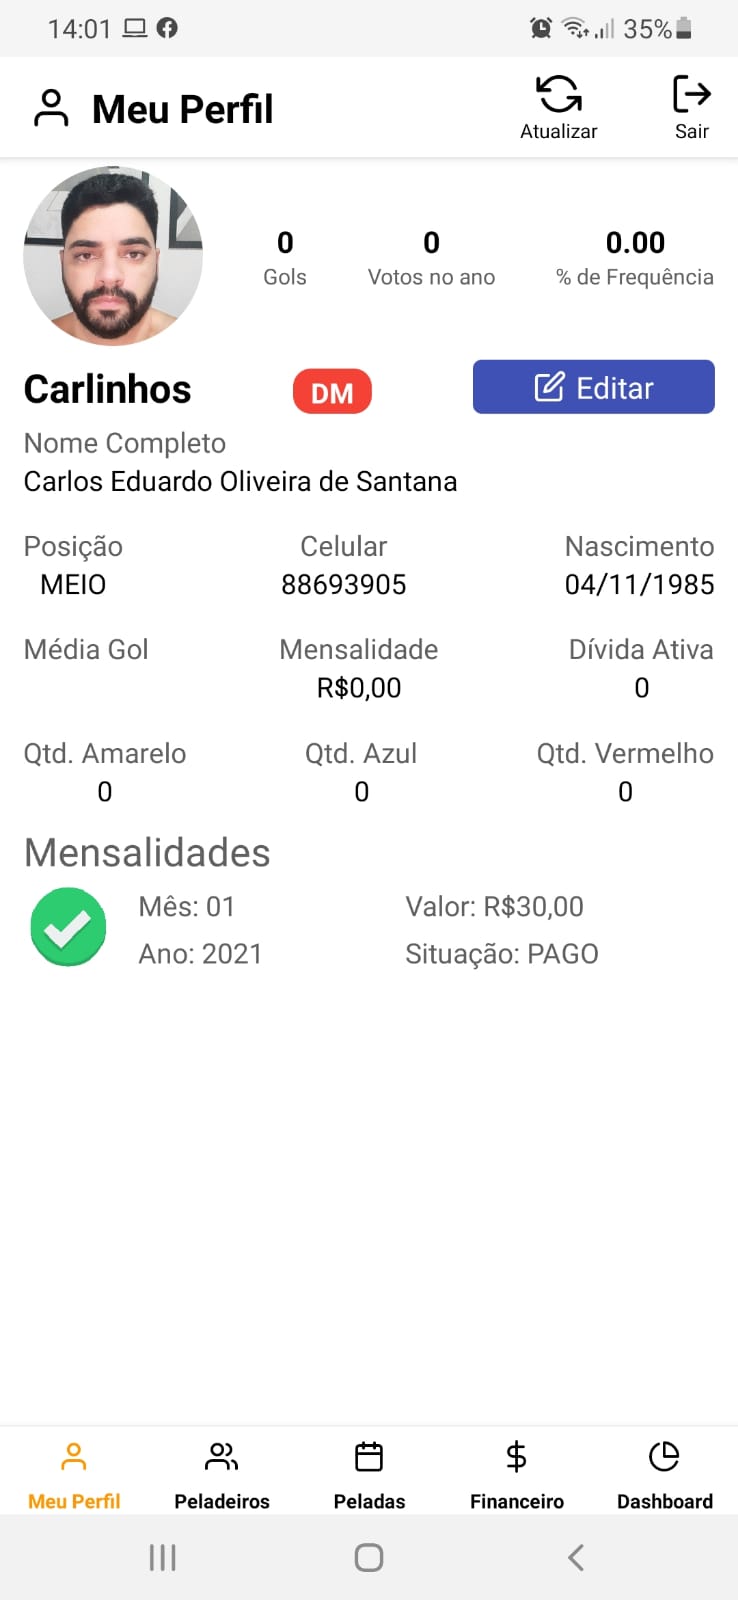 14:01
35%
Meu Perfil
Atualizar
Sair
0 0 0.00
Gols Votos no ano % de Frequência
Carlinhos DM Editar
Nome Completo
Carlos Eduardo Oliveira de Santana
Posição Celular Nascimento
MEIO 88693905 04/11/1985
Média Gol Mensalidade Dívida Ativa
R$0,00 0
Qtd. Amarelo Qtd. Azul Qtd. Vermelho
0 0 0
Mensalidades
Mês: 01 Valor: R$30,00
Ano: 2021 Situação: PAGO
Meu Perfil Peladeiros Peladas Financeiro Dashboard